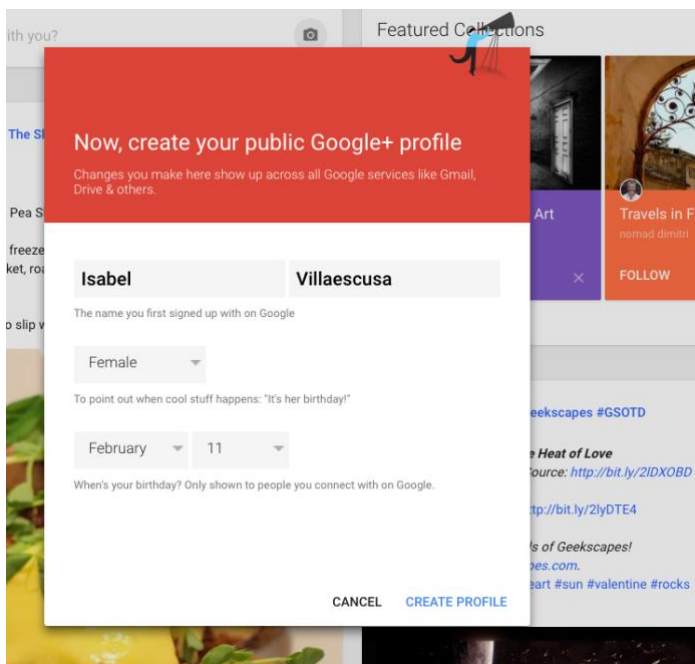 ith you?
Featured Collections
Now, create your public Google+ profile
Changes you make here show up across all Google services like Gmail,
Drive & others.
Isabel Villaescusa
The name you first signed up with on Google
Female
To point out when cool stuff happens: "It's her birthday!"
February 11
When's your birthday? Only shown to people you connect with on Google.
CANCEL CREATE PROFILE
The Sl
Pea S
freeze
ket, roa
o slip w
Art
Travels in F
nomad dimitri
FOLLOW
eekscapes #GSOTD
e Heat of Love
ource: http://bit.ly/2lDXOBD
tp://bit.ly/2lyDTE4
ls of Geekscapes!
pes.com.
eart #sun #valentine #rocks